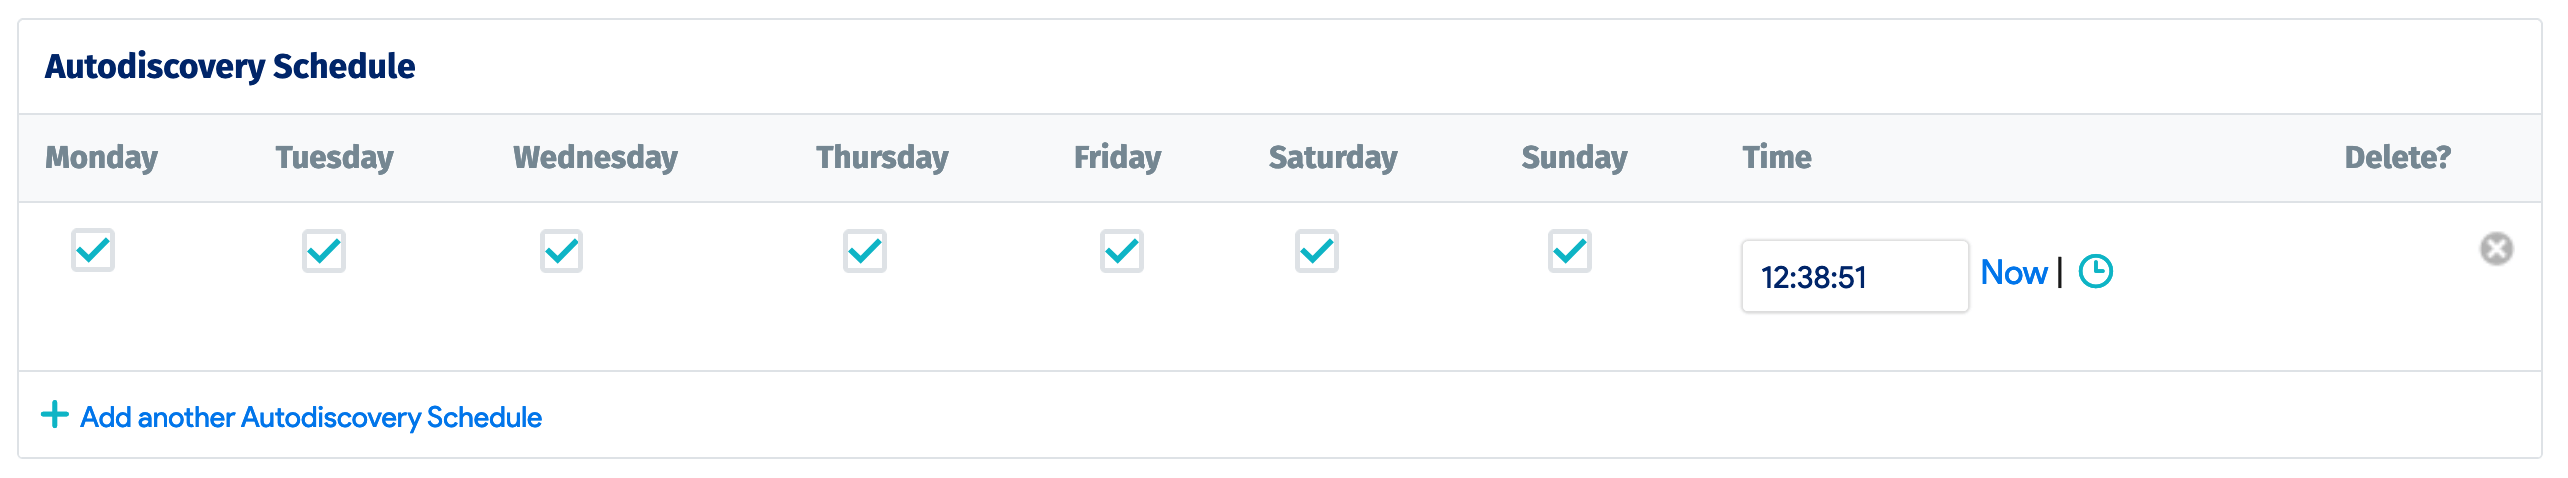 Autodiscovery Schedule
Monday Tuesday Wednesday Thursday Friday Saturday Sunday Time Delete?
12:38:51 Now |
Add another Autodiscovery Schedule